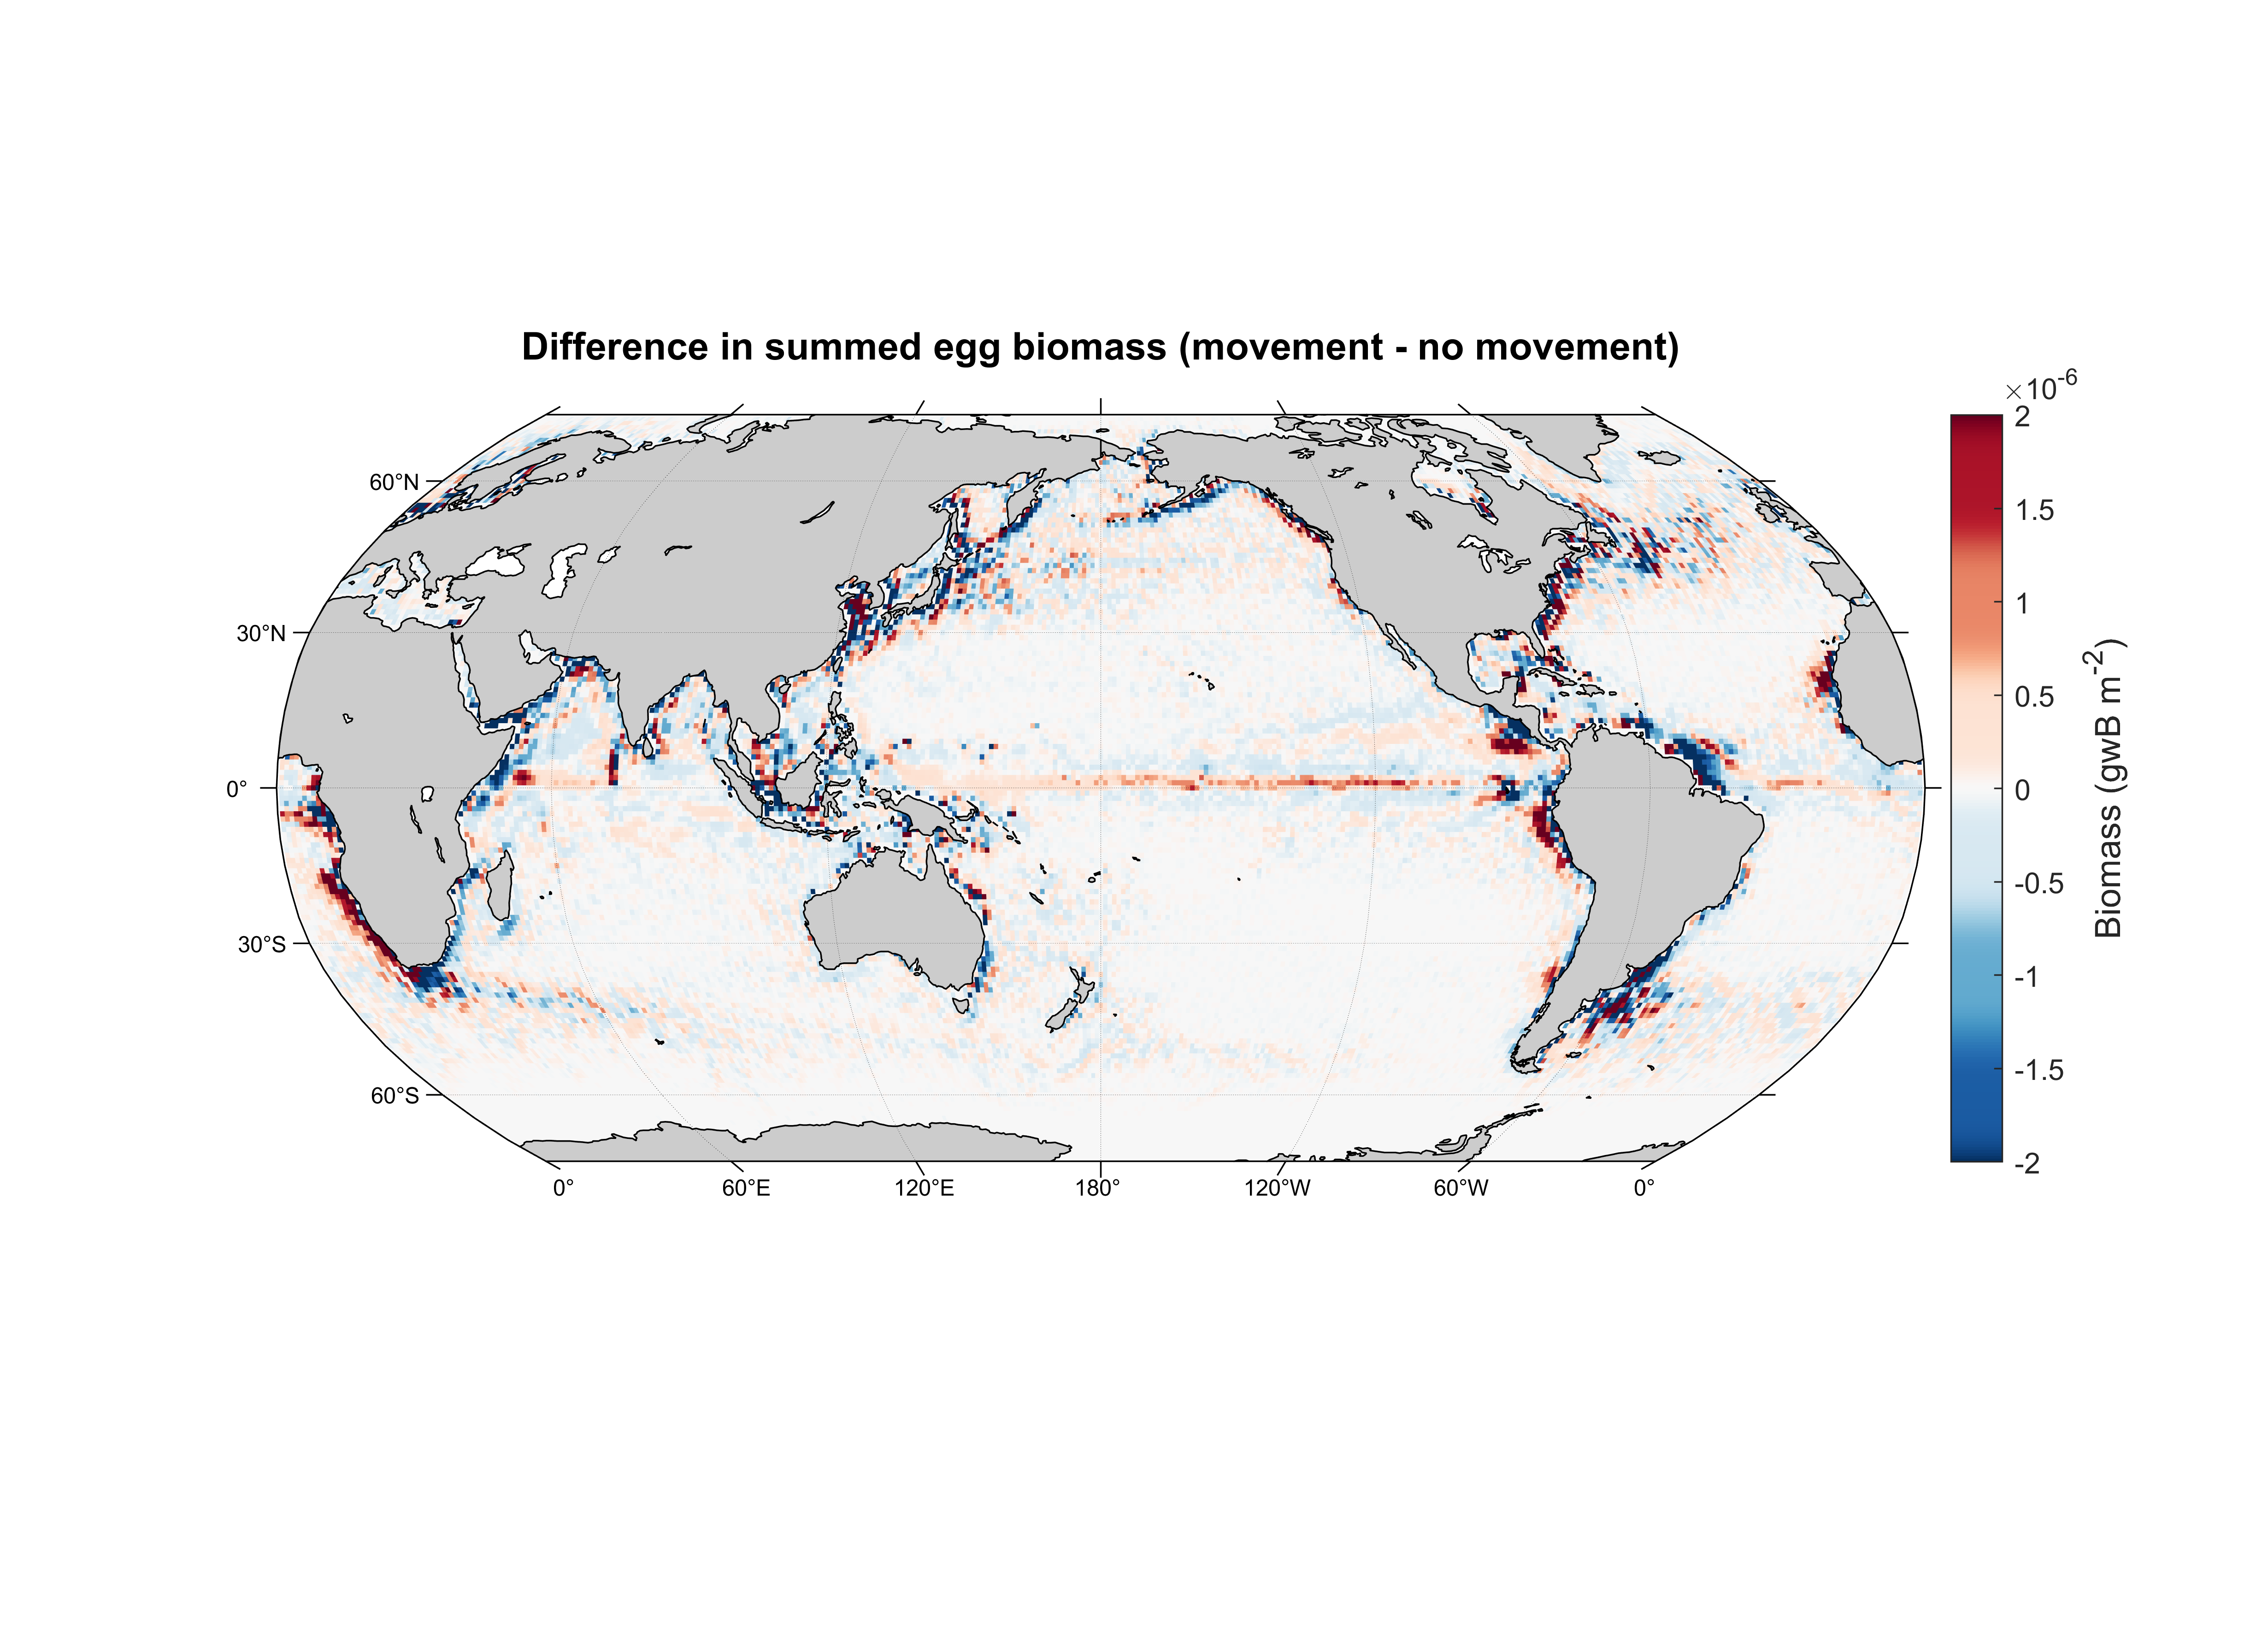 Difference in summed egg biomass (movement - no movement)
×10-6
60°N
30°N
0°
30°S
60°S
0°
60°E
120°E
180°
120°W
60°W
0°
2
1.5
1
0.5
0
-0.5
-1
-1.5
-2
Biomass (gwB m-2)